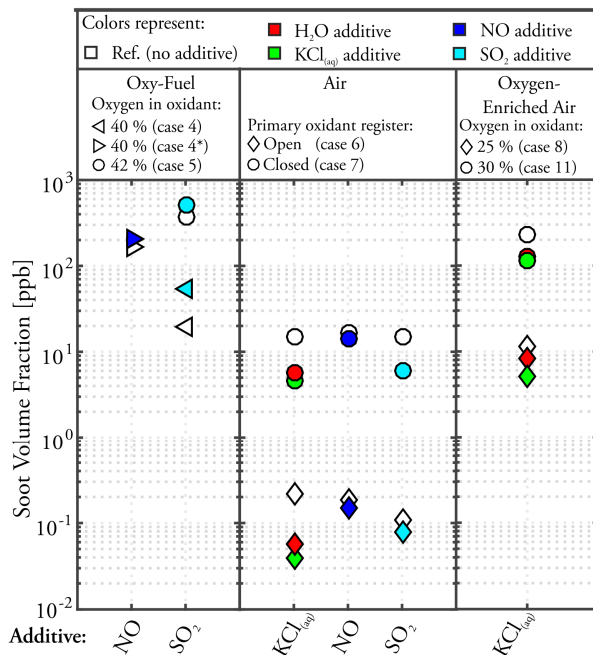 Colors represent:
Ref. (no additive)
H₂O additive
KCl(aq) additive
NO additive
SO₂ additive
Oxy-Fuel
Oxygen in oxidant:
40 % (case 4)
40 % (case 4*)
42 % (case 5)
Air
Primary oxidant register:
Open (case 6)
Closed (case 7)
Oxygen-
Enriched Air
Oxygen in oxidant:
25 % (case 8)
30 % (case 11)
Soot Volume Fraction [ppb]
10³
10²
10¹
10⁰
10⁻¹
10⁻²
Additive:
NO
SO₂
KCl(aq)
NO
SO₂
KCl(aq)